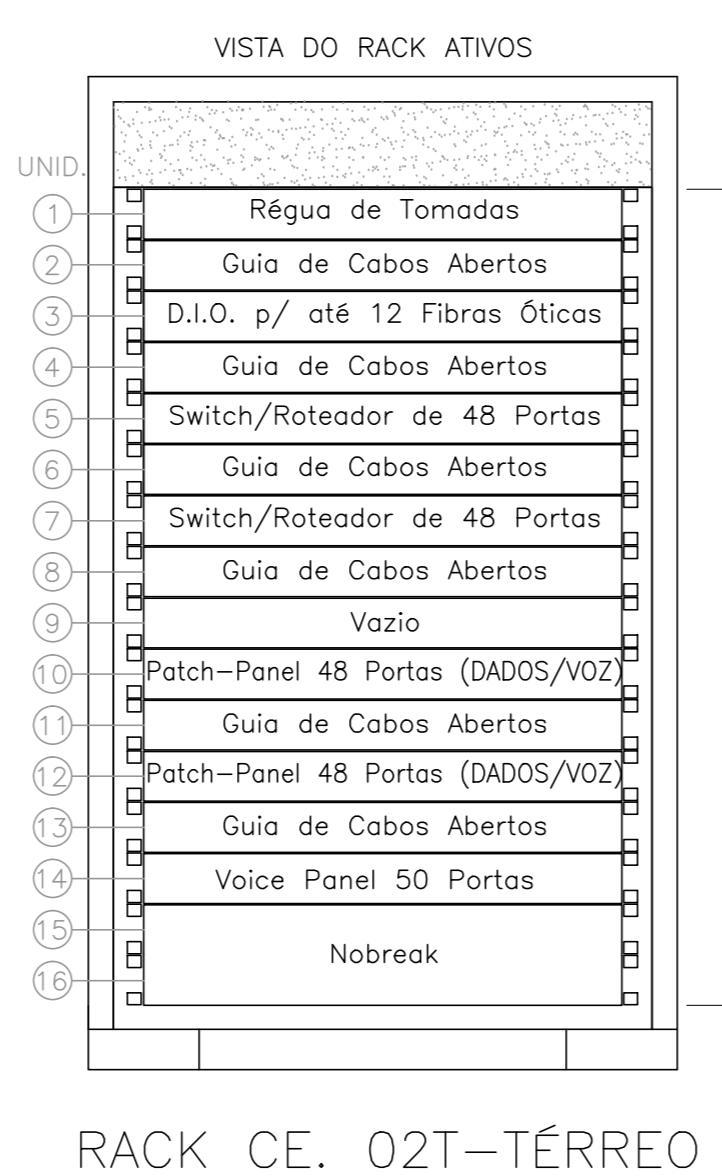 VISTA DO RACK ATIVOS
UNID.
1 Régua de Tomadas
2 Guia de Cabos Abertos
3 D.I.O. p/ até 12 Fibras Óticas
4 Guia de Cabos Abertos
5 Switch/Roteador de 48 Portas
6 Guia de Cabos Abertos
7 Switch/Roteador de 48 Portas
8 Guia de Cabos Abertos
9 Vazio
10 Patch-Panel 48 Portas (DADOS/VOZ)
11 Guia de Cabos Abertos
12 Patch-Panel 48 Portas (DADOS/VOZ)
13 Guia de Cabos Abertos
14 Voice Panel 50 Portas
15
Nobreak
16
RACK CE. 02T-TÉRREO